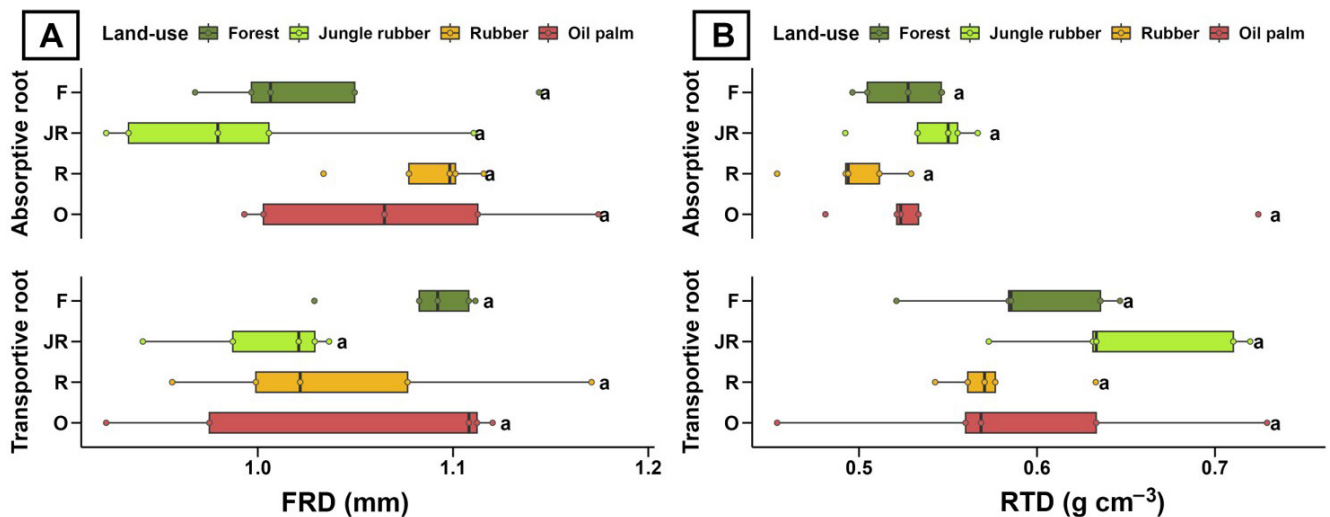 A
Land-use Forest Jungle rubber Rubber Oil palm
Absorptive root
F a
JR a
R a
O a
Transportive root
F a
JR a
R a
O a
1.0 1.1 1.2
FRD (mm)
B
Land-use Forest Jungle rubber Rubber Oil palm
Absorptive root
F a
JR a
R a
O a
Transportive root
F a
JR a
R a
O a
0.5 0.6 0.7
RTD (g cm⁻³)